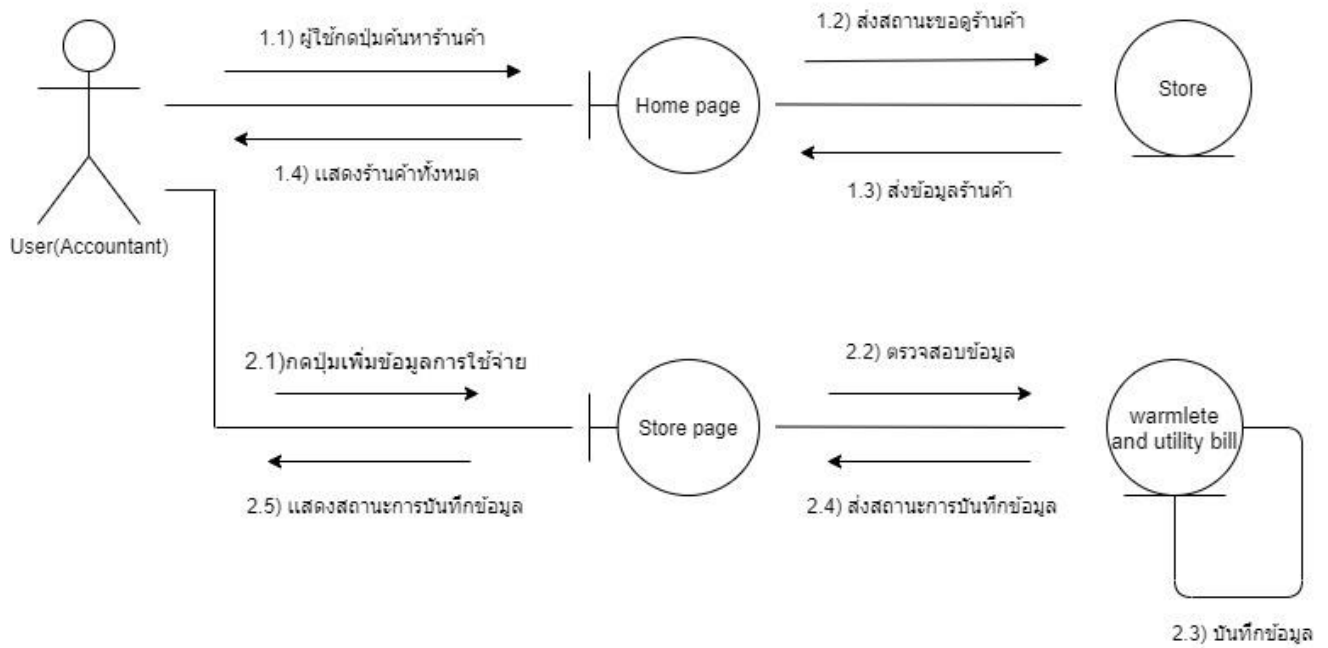 1.1) ผู้ใช้กดปุ่มค้นหาร้านค้า
1.2) ส่งสถานะขอดูร้านค้า
Home page
Store
1.4) แสดงร้านค้าทั้งหมด
1.3) ส่งข้อมูลร้านค้า
User(Accountant)
2.1)กดปุ่มเพิ่มข้อมูลการใช้จ่าย
2.2) ตรวจสอบข้อมูล
Store page
warmlete
and utility bill
2.5) แสดงสถานะการบันทึกข้อมูล
2.4) ส่งสถานะการบันทึกข้อมูล
2.3) บันทึกข้อมูล